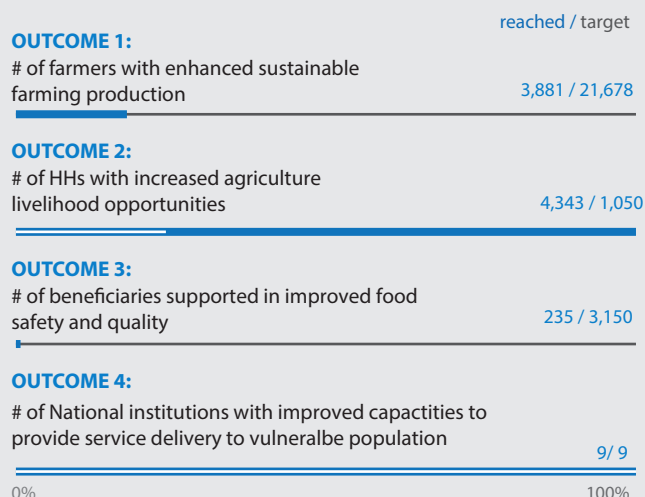 reached / target
OUTCOME 1:
# of farmers with enhanced sustainable
farming production
3,881 / 21,678
OUTCOME 2:
# of HHs with increased agriculture
livelihood opportunities
4,343 / 1,050
OUTCOME 3:
# of beneficiaries supported in improved food
safety and quality
235 / 3,150
OUTCOME 4:
# of National institutions with improved capactities to
provide service delivery to vulneralbe population
9/ 9
0%
100%